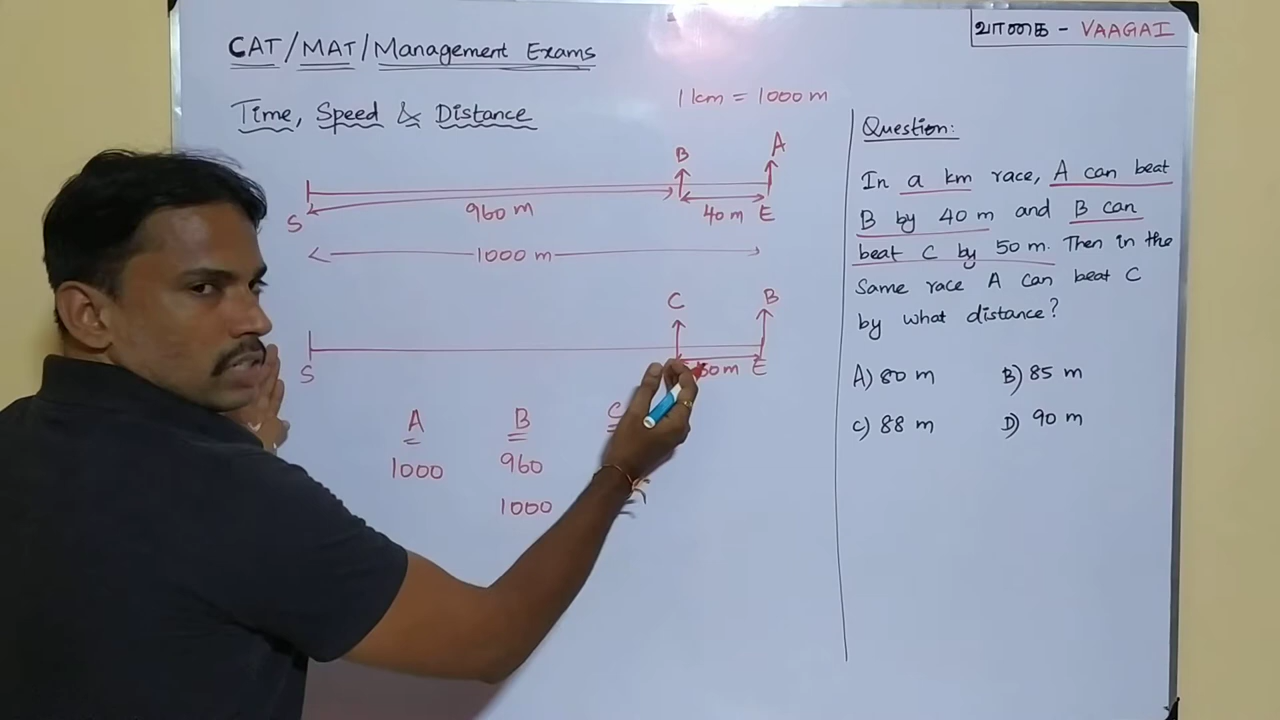 CAT/MAT/Management Exams
வாகை - VAAGAI
Time, Speed & Distance
1 km = 1000 m
B A
S 960 m 40 m E
1000 m
C B
S 50 m E
A B C
1000 960
1000
Question:
In a km race, A can beat
B by 40 m and B can
beat C by 50 m. Then in the
Same race A can beat C
by what distance?
A) 80 m B) 85 m
C) 88 m D) 90 m